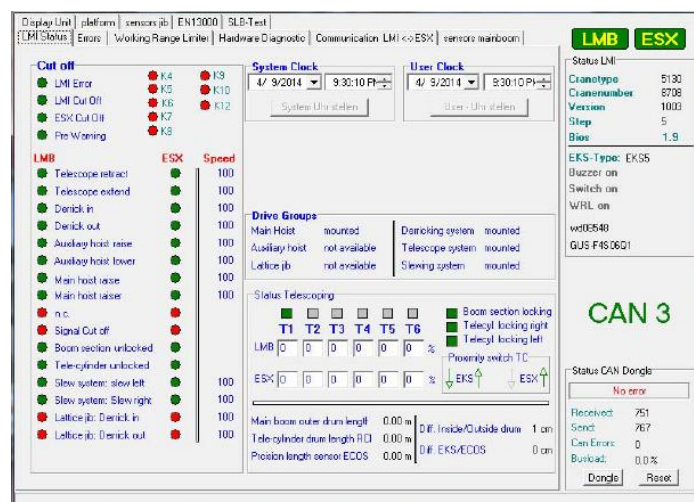 Display Unit platform sensors jib EN13000 SLB-Test
LMI Status Errors Working Range Limiter Hardware Diagnostic Communication LMI <-> ESX sensors mainboom
Cut off
LMI Error
LMI Cut Off
ESX Cut Off
Pre Warning
K4 K9
K5 K10
K6 K12
K7
K8
LMB ESX Speed
Telescope retract 100
Telescope extend 100
Derrick in 100
Derrick out 100
Auxiliary hoist raise 100
Auxiliary hoist lower 100
Main hoist raise 100
Main hoist raiser 100
n.c.
Signal Cut off
Boom section unlocked
Tele-cylinder unlocked
Slew system: slew left 100
Slew system: Slew right 100
Lattice jib: Derrick in 100
Lattice jib: Derrick out 100
System Clock
4/ 9/2014 9:30:10 PM
System Uhr stellen
User Clock
4/ 9/2014 9:30:10 PM
User - Uhr stellen
Drive Groups
Main Hoist mounted Derricking system mounted
Auxiliary hoist not available Telescope system mounted
Lattice jib not available Slewing system mounted
Status Telescoping
T1 T2 T3 T4 T5 T6
LMB 0 0 0 0 0 0 %
ESX 0 0 0 0 0 0 %
Boom section locking
Telecyl. locking right
Telecyl. locking left
Proximity switch TC
EKS ESX
Main boom outer drum length 0.00 m
Tele-cylinder drum length RCI 0.00 m
Precision length sensor ECOS 0.00 m
Diff. Inside/Outside drum 1 cm
Diff. EKS/ECOS 0 cm
LMB ESX
Status LMI
Cranetype 5130
Cranenumber 8708
Version 1003
Step 5
Bios 1.9
EKS-Type: EKS5
Buzzer on
Switch on
WRL on
wd08548
GUS-F4S06Q1
CAN 3
Status CAN Dongle
No error
Received: 751
Send: 767
Can Errors: 0
Busload: 0.0 %
Dongle Reset